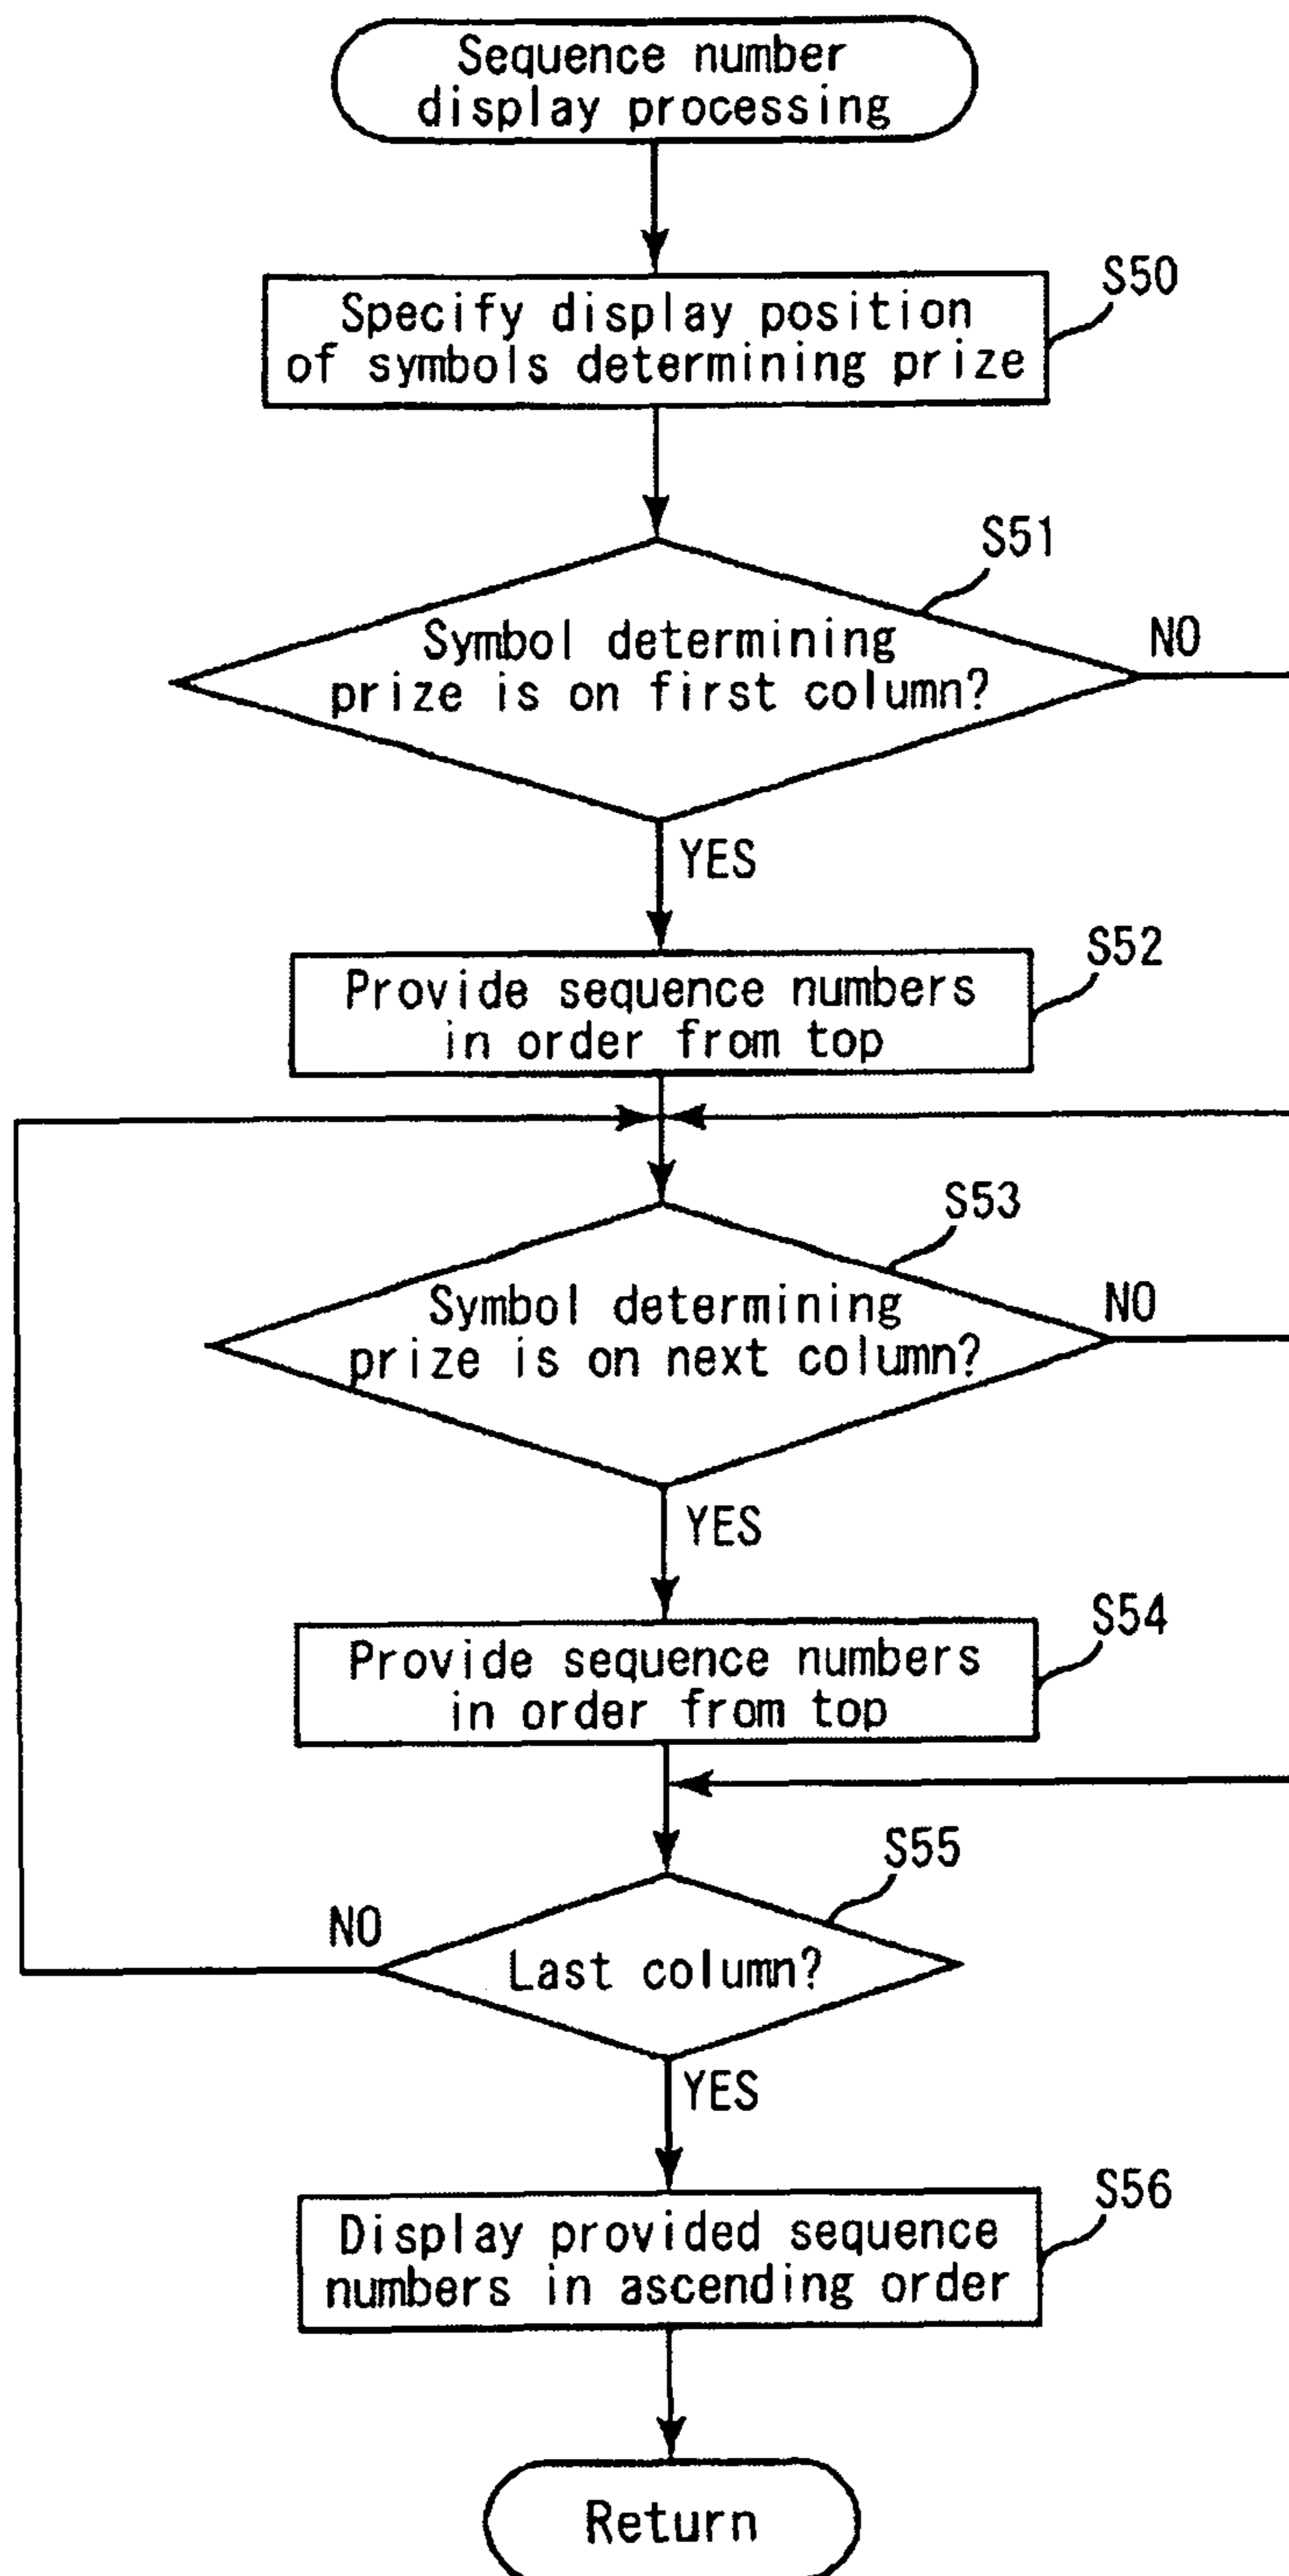 Sequence number
display processing
S50
Specify display position
of symbols determining prize
S51
Symbol determining
prize is on first column?
NO
YES
S52
Provide sequence numbers
in order from top
S53
Symbol determining
prize is on next column?
NO
YES
S54
Provide sequence numbers
in order from top
S55
NO
Last column?
YES
S56
Display provided sequence
numbers in ascending order
Return